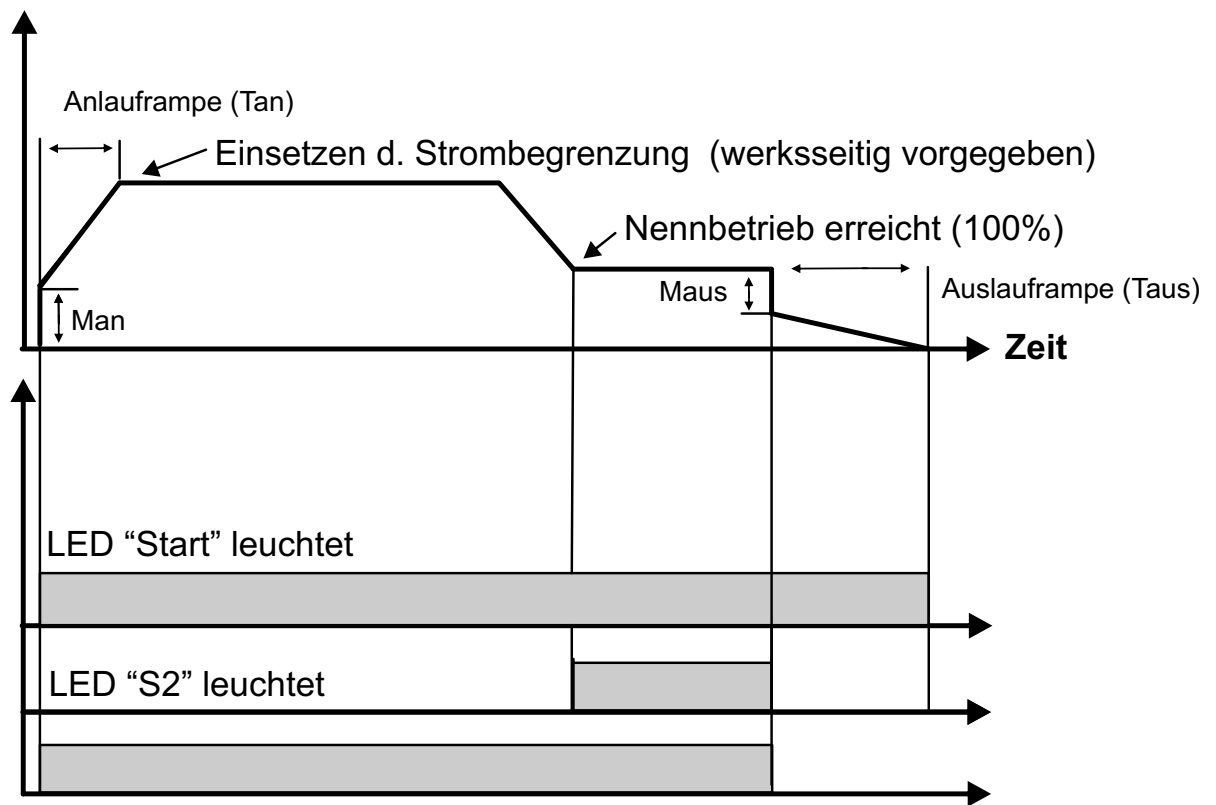 Anlauframpe (Tan)
Einsetzen d. Strombegrenzung (werksseitig vorgegeben)
Nennbetrieb erreicht (100%)
Maus
Auslauframpe (Taus)
Man
Zeit
LED “Start” leuchtet
LED “S2” leuchtet